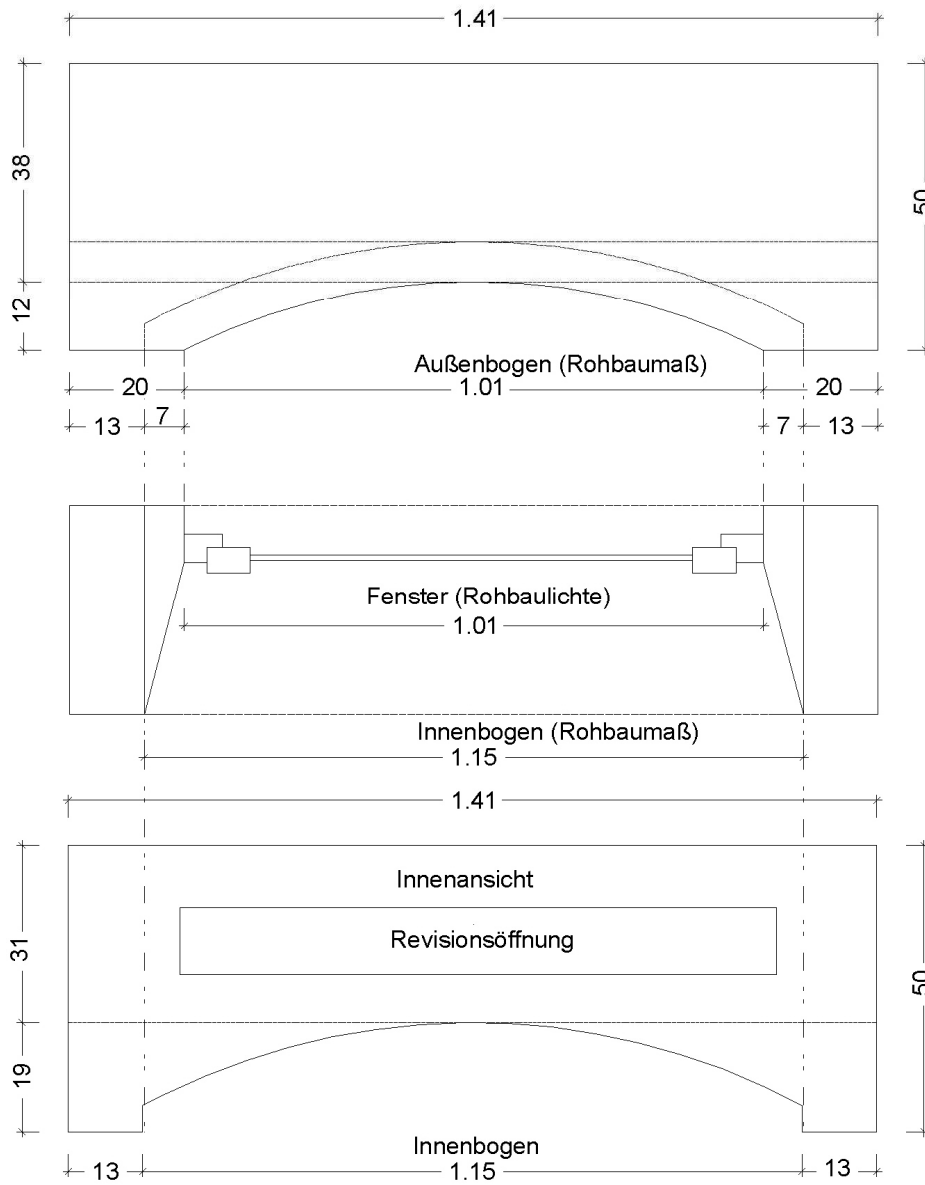 1.41
38
50
12
Außenbogen (Rohbaumaß)
20 1.01 20
13 7 7 13
Fenster (Rohbaulichte)
1.01
Innenbogen (Rohbaumaß)
1.15
1.41
Innenansicht
31
Revisionsöffnung
50
19
Innenbogen
13 1.15 13